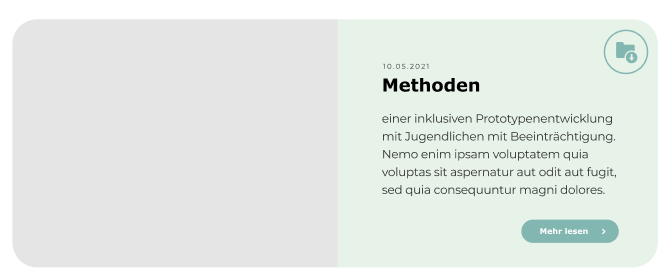 10.05.2021
Methoden
einer inklusiven Prototypenentwicklung
mit Jugendlichen mit Beeinträchtigung.
Nemo enim ipsam voluptatem quia
voluptas sit aspernatur aut odit aut fugit,
sed quia consequuntur magni dolores.
Mehr lesen